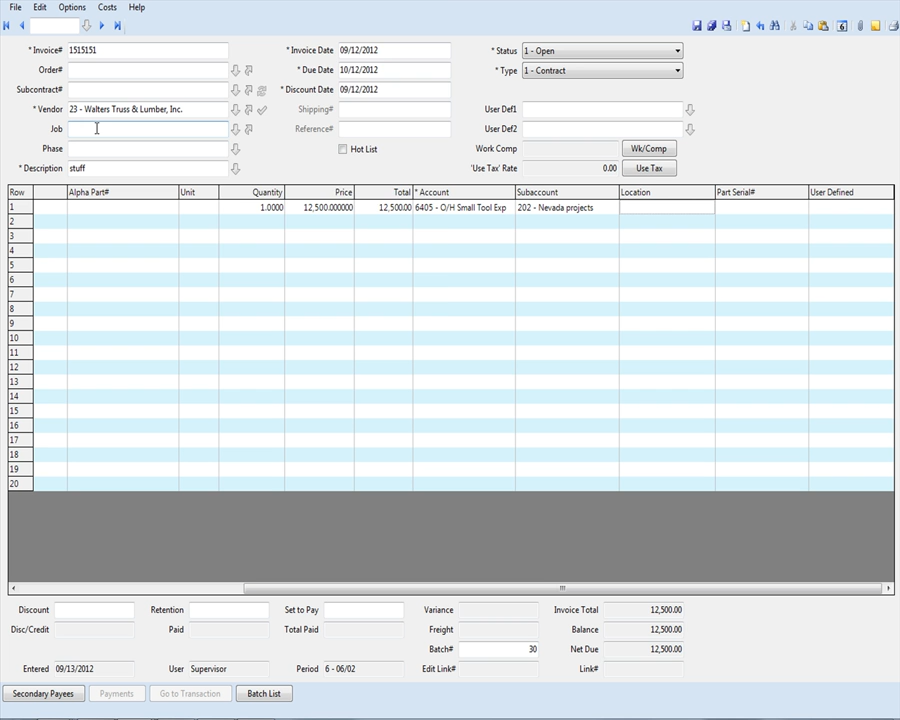 File Edit Options Costs Help
6
* Invoice# 1515151 * Invoice Date 09/12/2012 * Status 1 - Open
Order# * Due Date 10/12/2012 * Type 1 - Contract
Subcontract# * Discount Date 09/12/2012
* Vendor 23 - Walters Truss & Lumber, Inc. Shipping# User Def1
Job Reference# User Def2
Phase Hot List Work Comp Wk/Comp
* Description stuff 'Use Tax' Rate 0.00 Use Tax
Row Alpha Part# Unit Quantity Price Total * Account Subaccount Location Part Serial# User Defined
1 1.0000 12,500.000000 12,500.00 6405 - O/H Small Tool Exp 202 - Nevada projects
2
3
4
5
6
7
8
9
10
11
12
13
14
15
16
17
18
19
20
Discount Retention Set to Pay Variance Invoice Total 12,500.00
Disc/Credit Paid Total Paid Freight Balance 12,500.00
Batch# 30 Net Due 12,500.00
Entered 09/13/2012 User Supervisor Period 6 - 06/02 Edit Link# Link#
Secondary Payees Payments Go to Transaction Batch List